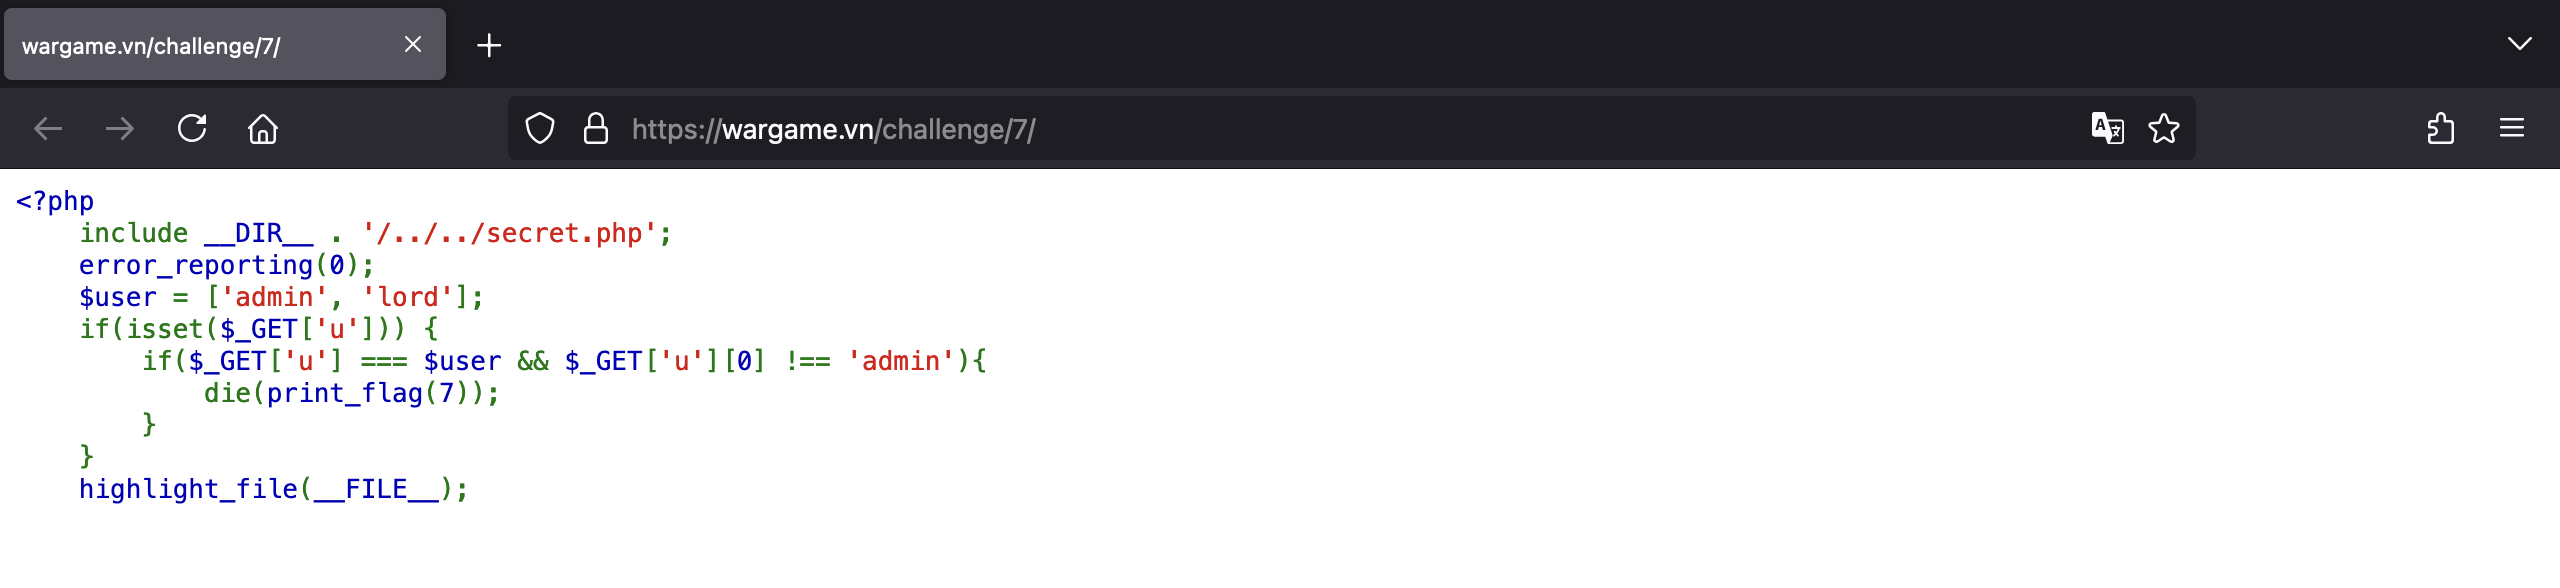 wargame.vn/challenge/7/
https://wargame.vn/challenge/7/
<?php
    include __DIR__ . '/../../secret.php';
    error_reporting(0);
    $user = ['admin', 'lord'];
    if(isset($_GET['u'])) {
        if($_GET['u'] === $user && $_GET['u'][0] !== 'admin'){
            die(print_flag(7));
        }
    }
    highlight_file(__FILE__);